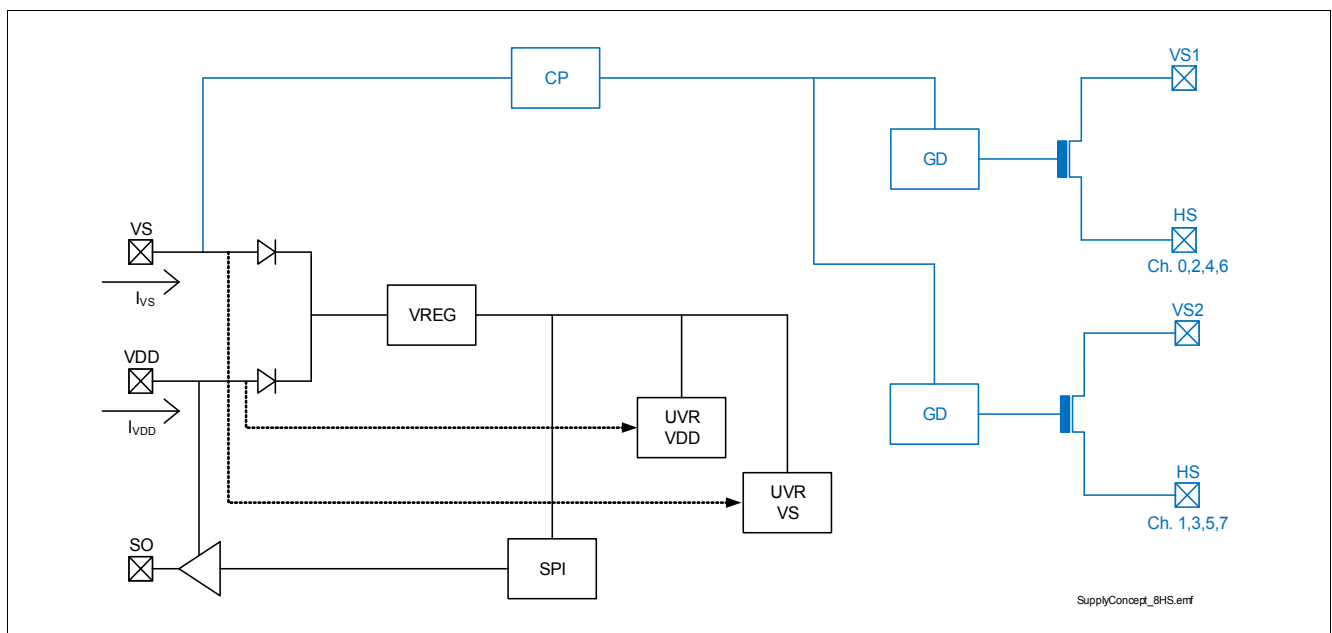 CP
VS1
GD
HS
Ch. 0,2,4,6
VS
IVS
VREG
VS2
VDD
IVDD
UVR
VDD
GD
UVR
VS
HS
Ch. 1,3,5,7
SO
SPI
SupplyConcept_8HS.emf